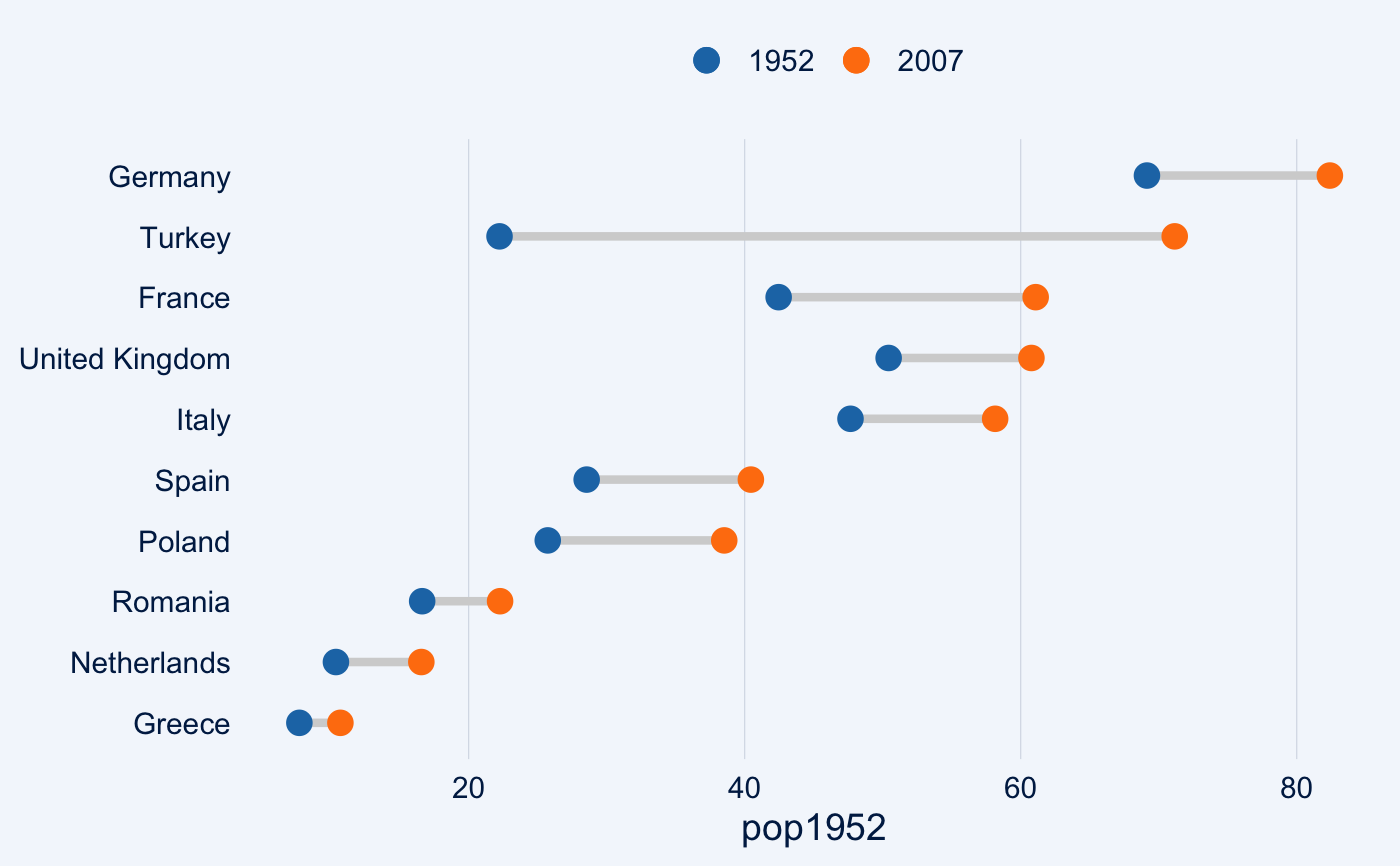 1952 2007
Germany
Turkey
France
United Kingdom
Italy
Spain
Poland
Romania
Netherlands
Greece
20 40 60 80
pop1952